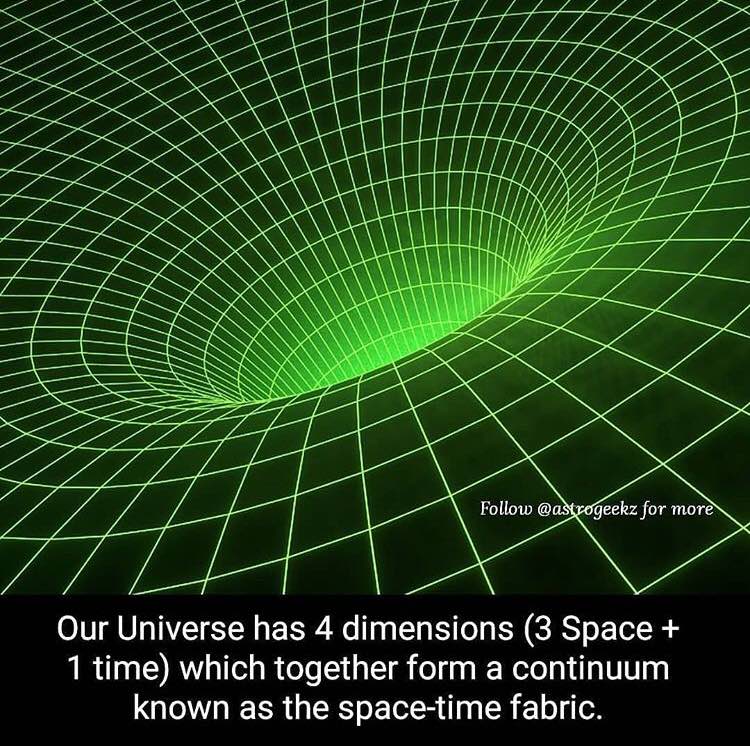 Follow @astrogeekz for more
Our Universe has 4 dimensions (3 Space +
1 time) which together form a continuum
known as the space-time fabric.